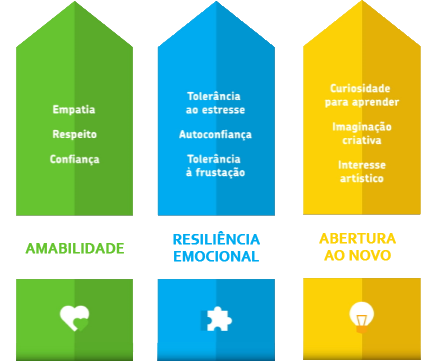 Empatia
Respeito
Confiança
AMABILIDADE
Tolerância
ao estresse
Autoconfiança
Tolerância
à frustação
RESILIÊNCIA
EMOCIONAL
Curiosidade
para aprender
Imaginação
criativa
Interesse
artístico
ABERTURA
AO NOVO